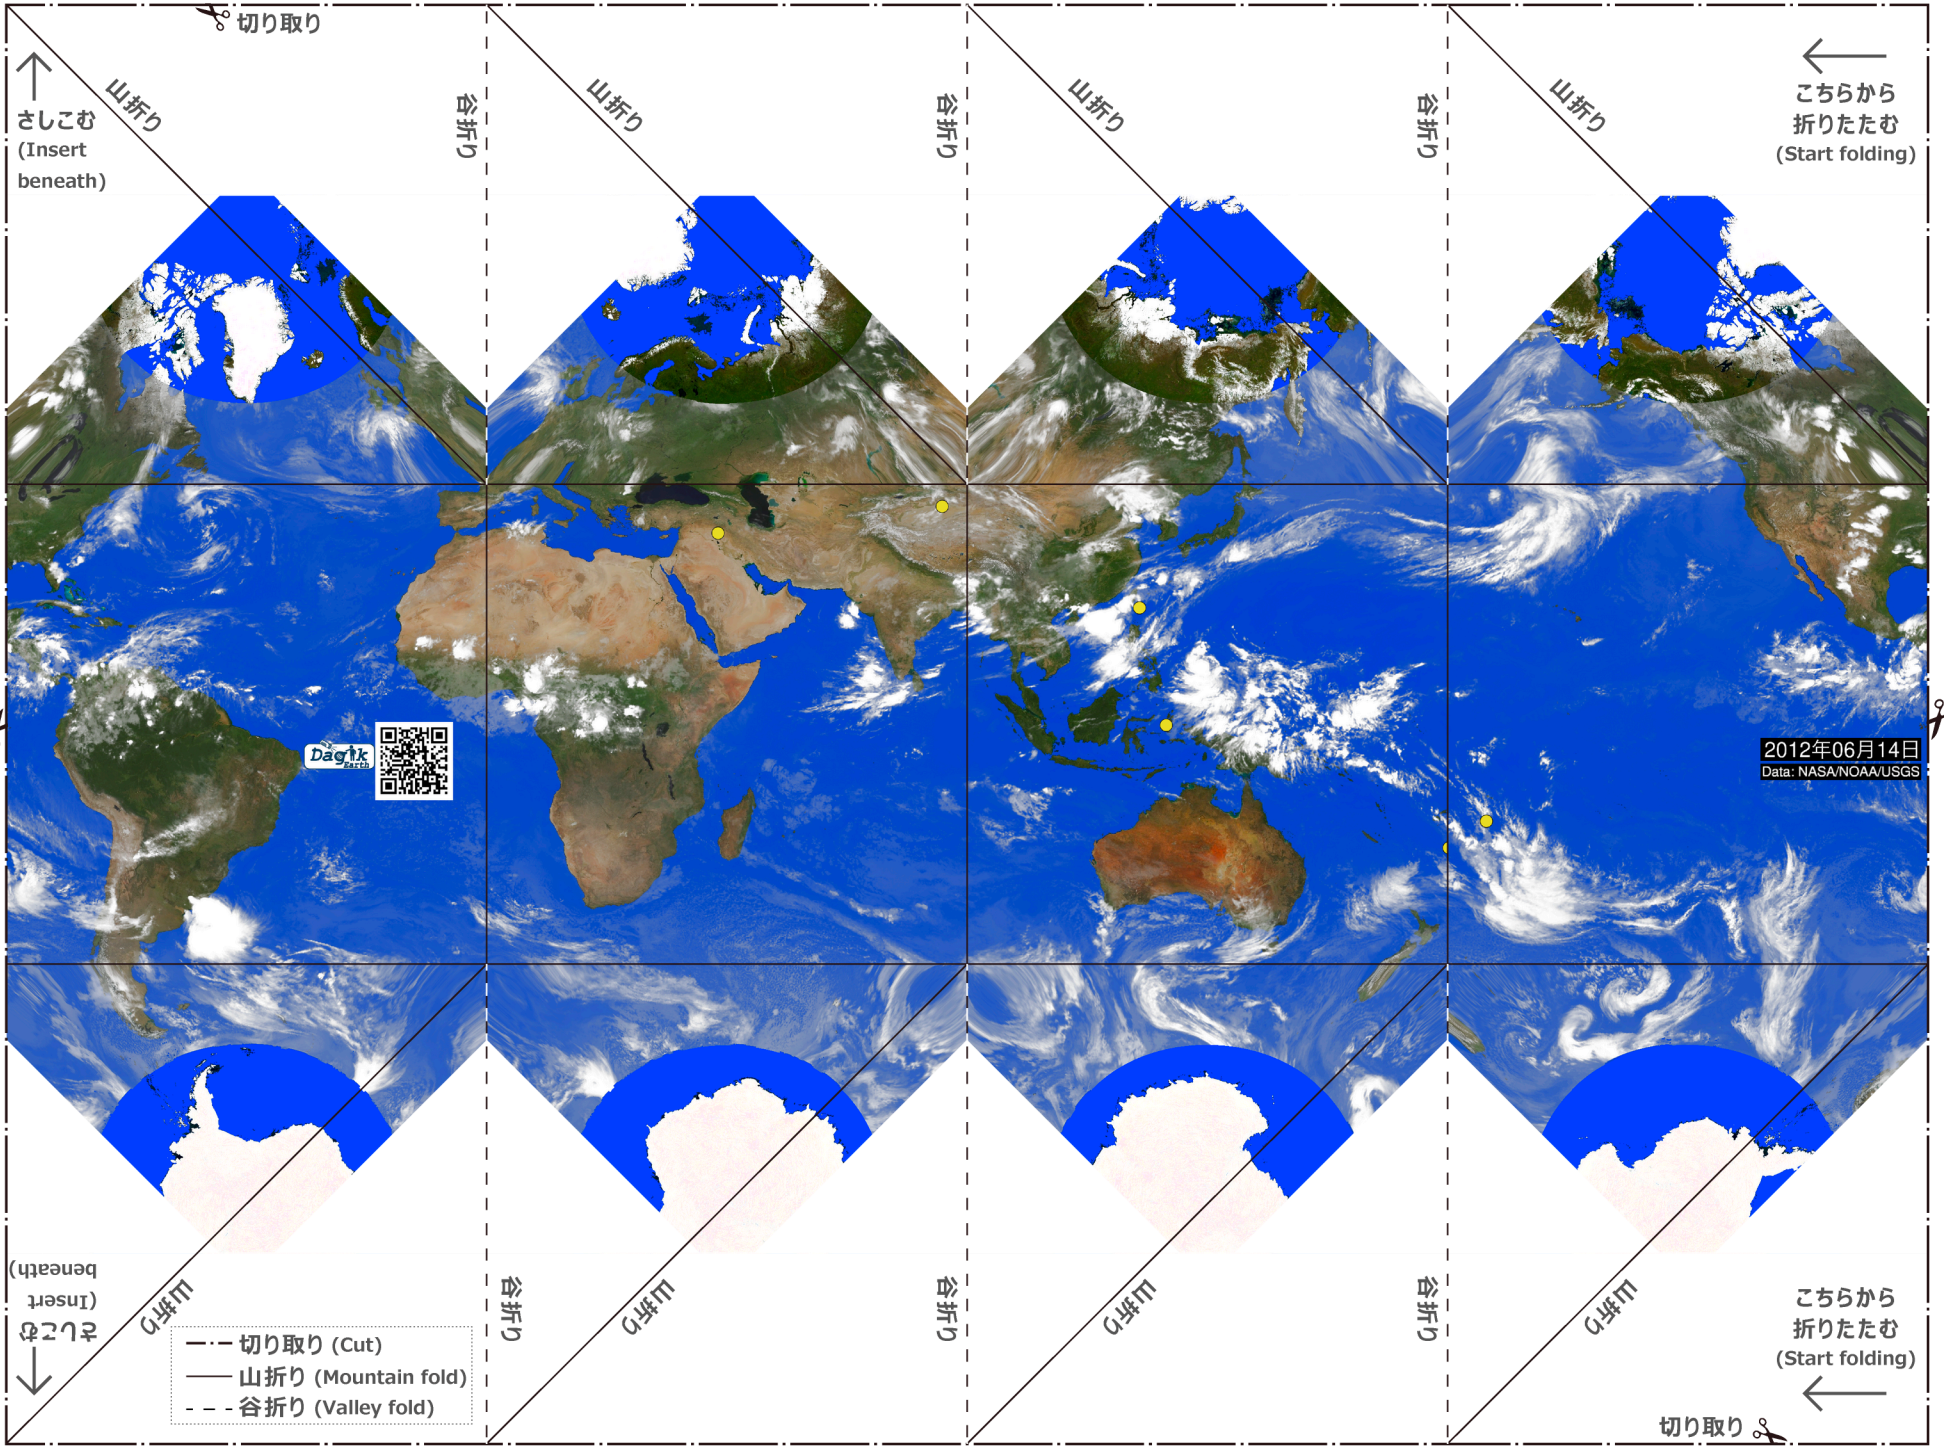 切り取り
山折り
谷折り
山折り
谷折り
山折り
谷折り
山折り
さしこむ
(Insert
beneath)
こちらから
折りたたむ
(Start folding)
Dagik
Earth
2012年06月14日
Data: NASA/NOAA/USGS
さしこむ
(Insert
beneath)
山折り
谷折り
山折り
谷折り
山折り
谷折り
山折り
こちらから
折りたたむ
(Start folding)
切り取り (Cut)
山折り (Mountain fold)
谷折り (Valley fold)
切り取り